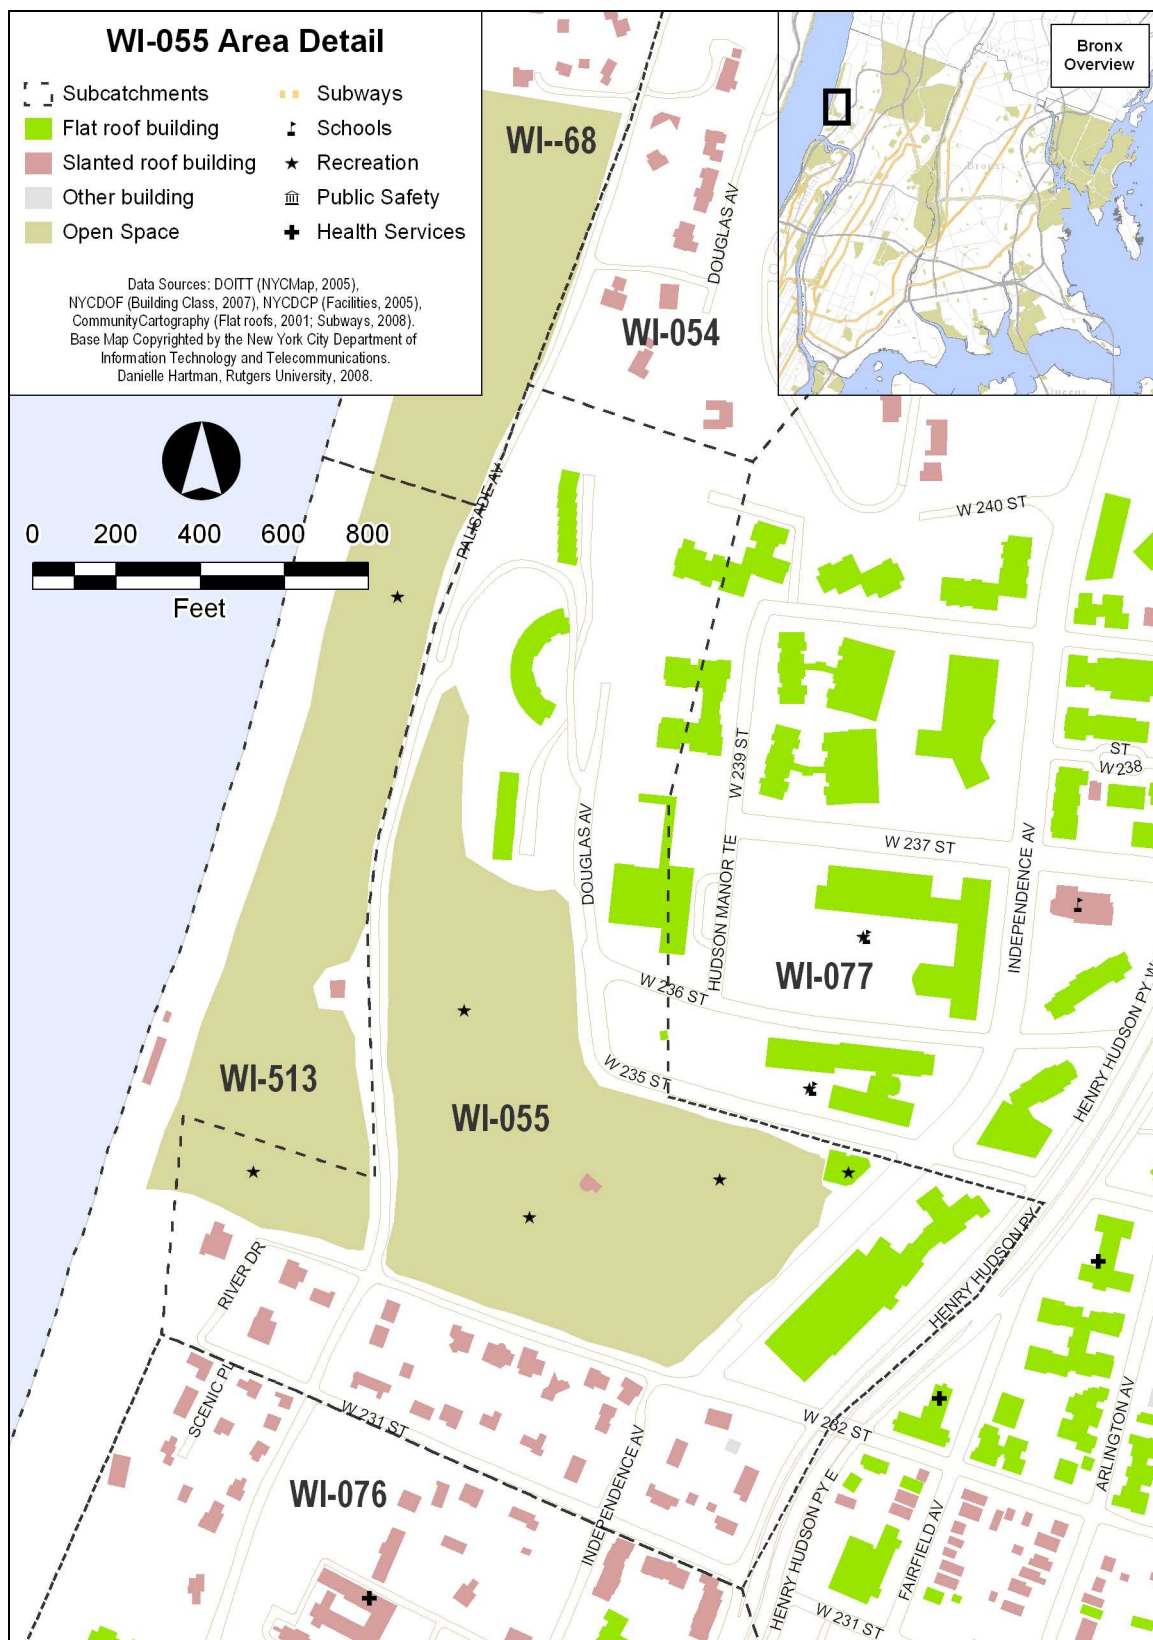 WI-055 Area Detail
Subcatchments
Flat roof building
Slanted roof building
Other building
Open Space
Subways
Schools
Recreation
Public Safety
Health Services
Data Sources: DOITT (NYCMap, 2005),
NYCDOF (Building Class, 2007), NYCDCP (Facilities, 2005),
CommunityCartography (Flat roofs, 2001; Subways, 2008).
Base Map Copyrighted by the New York City Department of
Information Technology and Telecommunications.
Danielle Hartman, Rutgers University, 2008.
Bronx
Overview
Westchester
Bronx
Queens
WI--68
DOUGLAS AV
WI-054
0 200 400 600 800
Feet
PALISADE AV
W 240 ST
W 239 ST
ST
W238
W 237 ST
DOUGLAS AV
HUDSON MANOR TE
INDEPENDENCE AV
WI-077
W 236 ST
W 235 ST
HENRY HUDSON PY W
WI-513
WI-055
HENRY HUDSON PY
RIVER DR
SCENIC PL
W 231 ST
W 232 ST
INDEPENDENCE AV
ARLINGTON AV
WI-076
HENRY HUDSON PY E
FAIRFIELD AV
W 231 ST